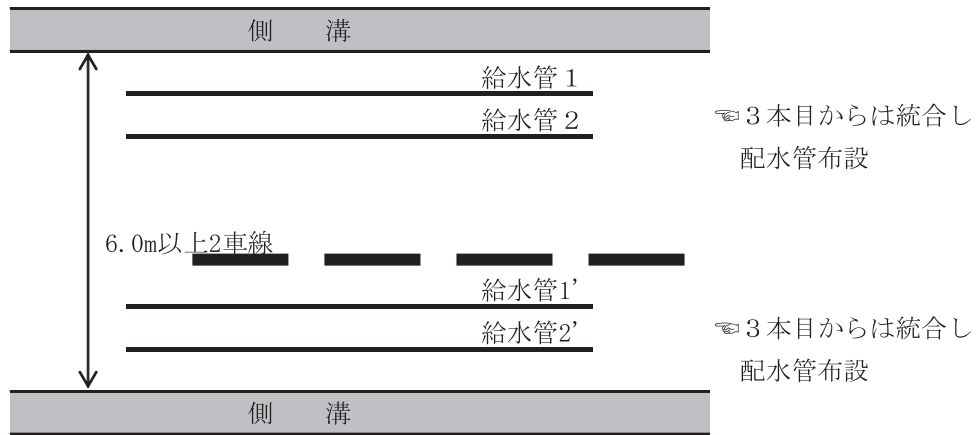 側　溝
給水管１
給水管２
☜３本目からは統合し
配水管布設
6.0m以上2車線
給水管1’
給水管2’
☜３本目からは統合し
配水管布設
側　溝